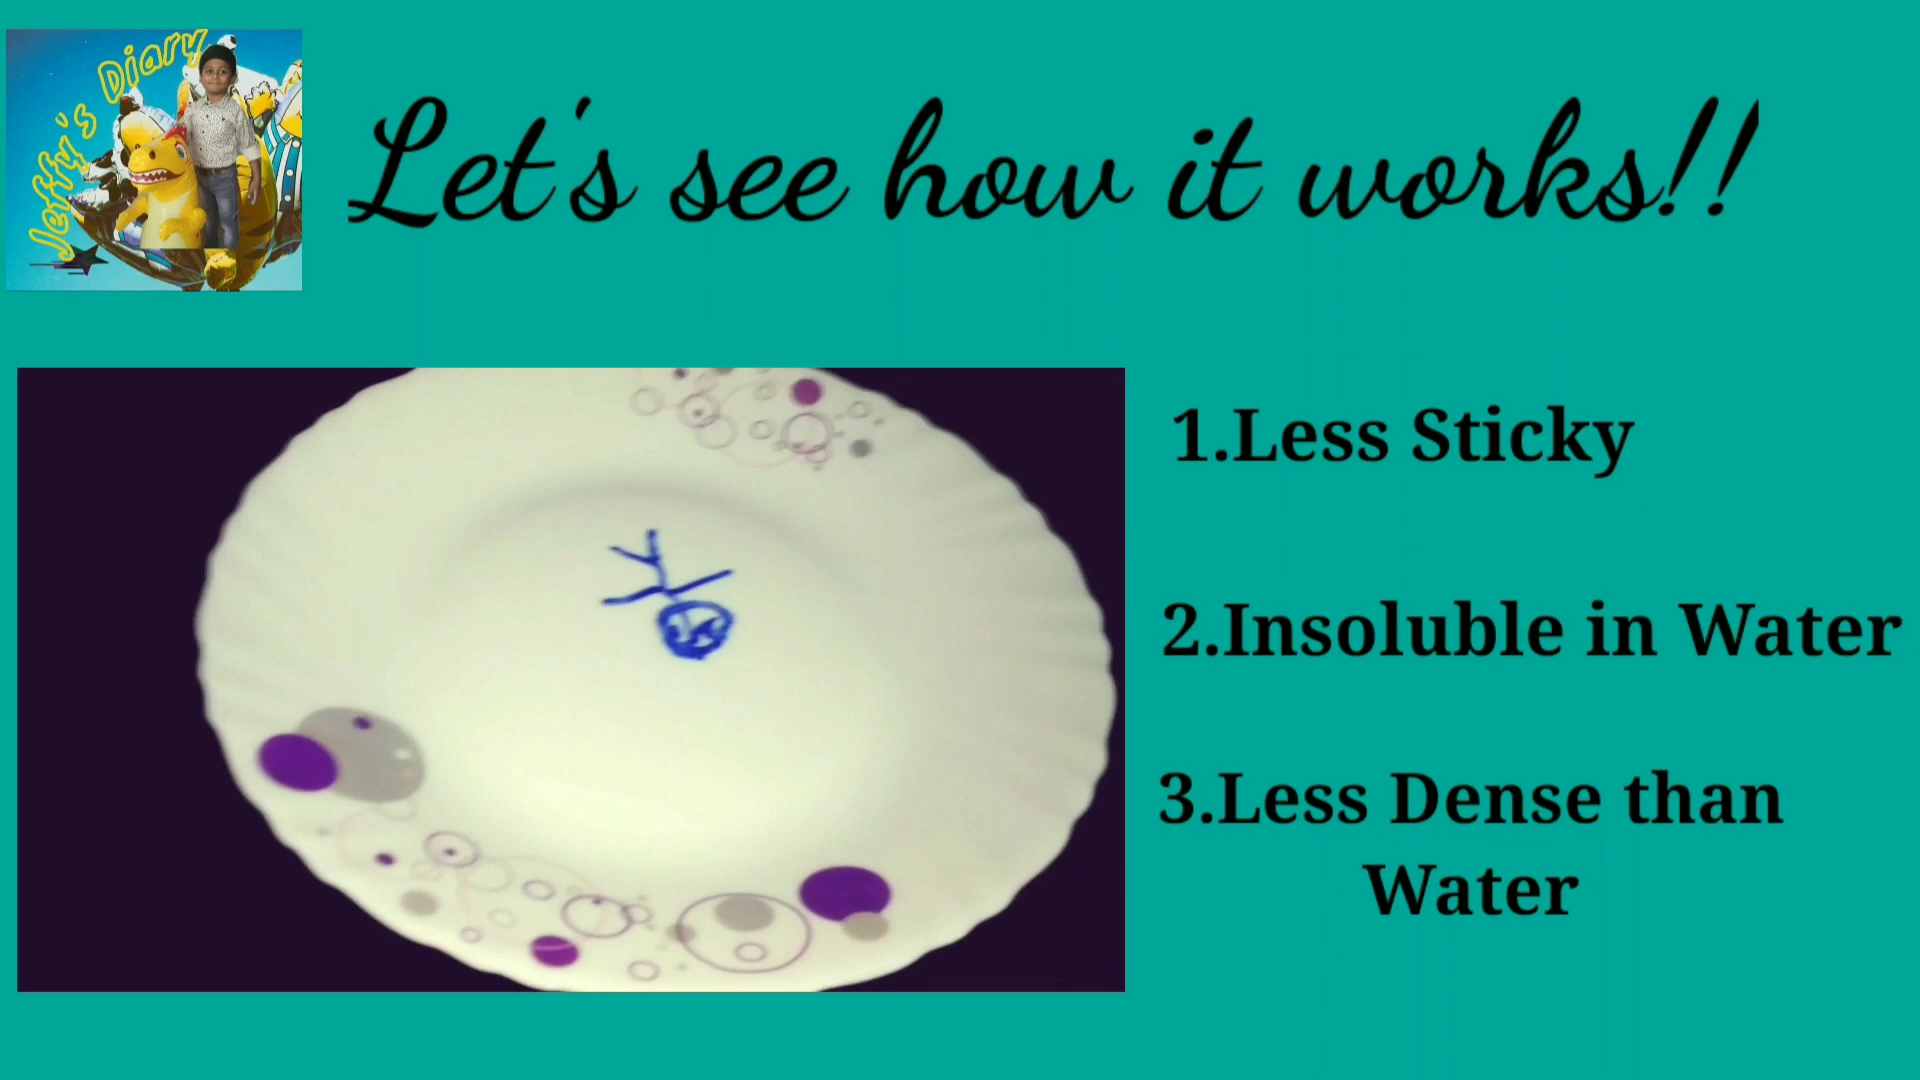 Jeffy's Diary
Let's see how it works!!
1.Less Sticky
2.Insoluble in Water
3.Less Dense than
Water